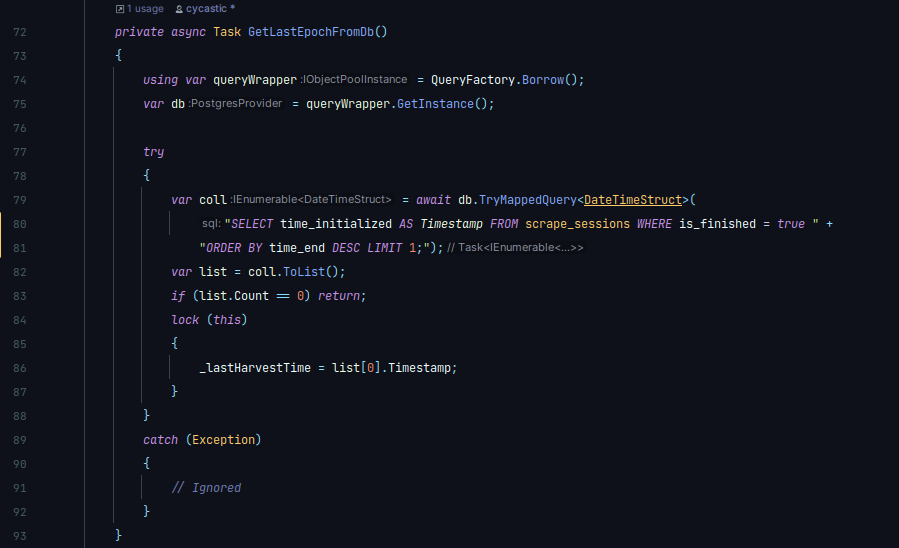 1 usage cycastic *
72 private async Task GetLastEpochFromDb()
73 {
74 using var queryWrapper :IObjectPoolInstance = QueryFactory.Borrow();
75 var db :PostgresProvider = queryWrapper.GetInstance();
76
77 try
78 {
79 var coll :IEnumerable<DateTimeStruct> = await db.TryMappedQuery<DateTimeStruct>(
80 sql: "SELECT time_initialized AS Timestamp FROM scrape_sessions WHERE is_finished = true " +
81 "ORDER BY time_end DESC LIMIT 1;"); // Task<IEnumerable<...>>
82 var list = coll.ToList();
83 if (list.Count == 0) return;
84 lock (this)
85 {
86 _lastHarvestTime = list[0].Timestamp;
87 }
88 }
89 catch (Exception)
90 {
91 // Ignored
92 }
93 }